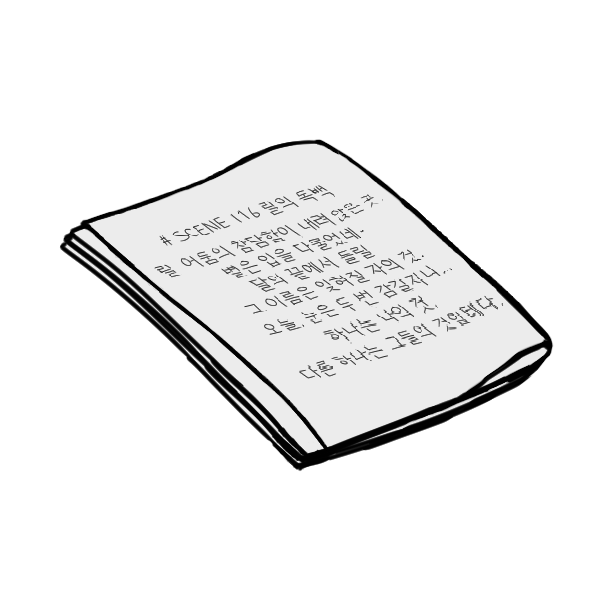 # SCENE 116 릴의 독백
릴 어둠의 참담함이 내려 앉은 곳,
별은 입을 다물었네.
달의 끝에서 돌릴
그 이름은 잊혀질 자의 것.
오늘, 눈은 두 번 감길지니...
하나는 나의 것,
다른 하나는 그들의 것일테다.